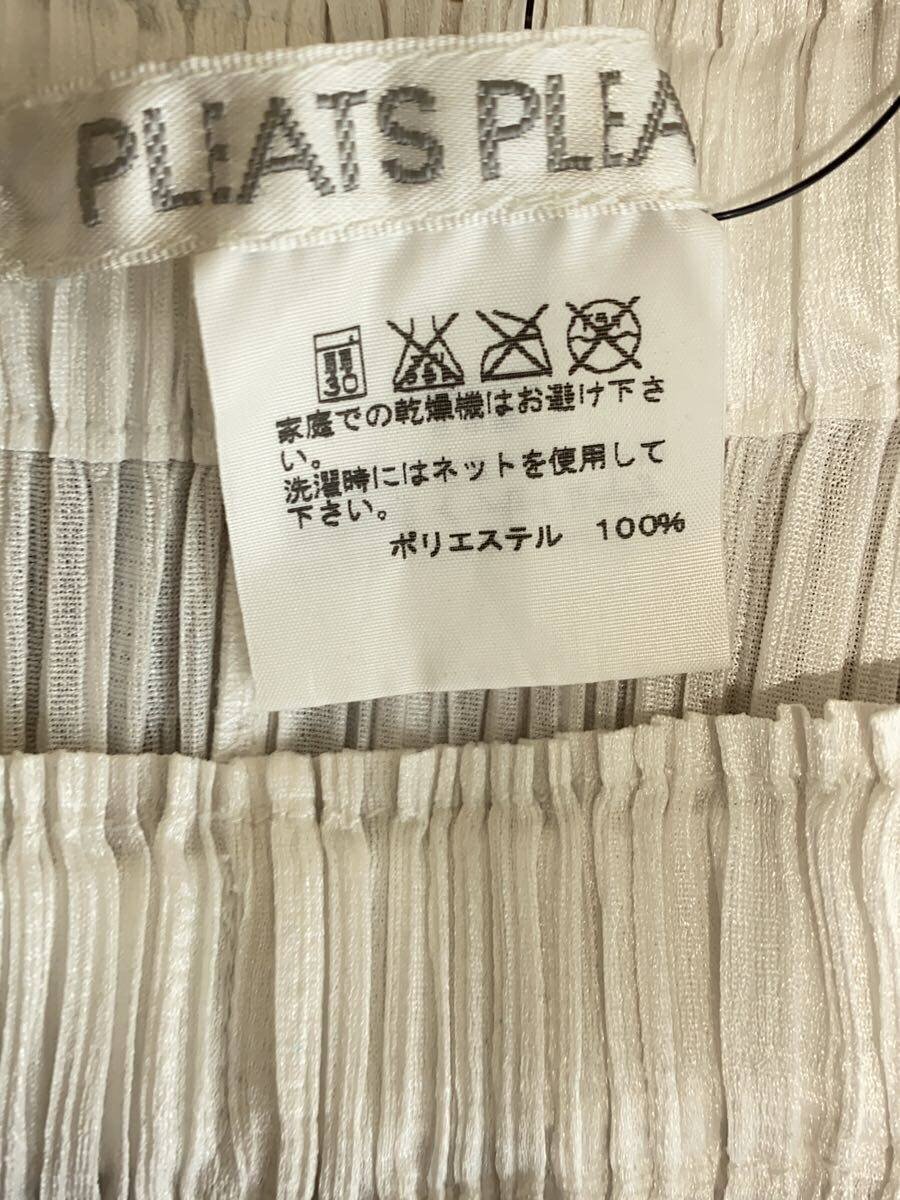 PLEATS PLEA
30
家庭での乾燥機はお避け下さ
い。
洗濯時にはネットを使用して
下さい。
ポリエステル 100%